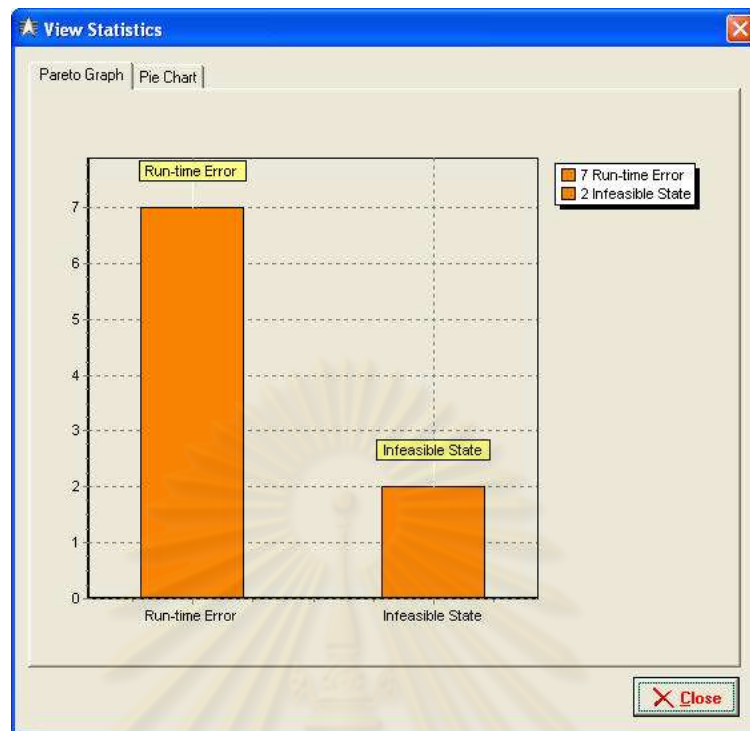 View Statistics
Pareto Graph Pie Chart
Run-time Error
7 Run-time Error
2 Infeasible State
7
6
5
4
3
Infeasible State
2
1
0
Run-time Error Infeasible State
Close